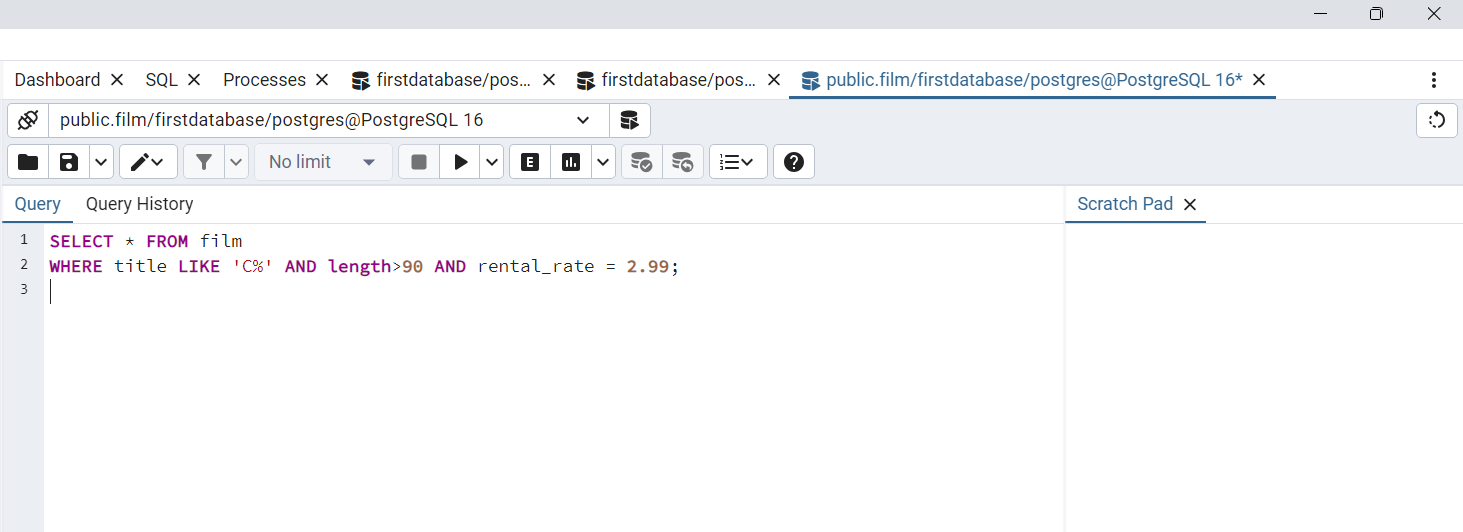 Dashboard SQL Processes firstdatabase/pos... firstdatabase/pos... public.film/firstdatabase/postgres@PostgreSQL 16*
public.film/firstdatabase/postgres@PostgreSQL 16
No limit E
Query Query History Scratch Pad
1 SELECT * FROM film
2 WHERE title LIKE 'C%' AND length>90 AND rental_rate = 2.99;
3